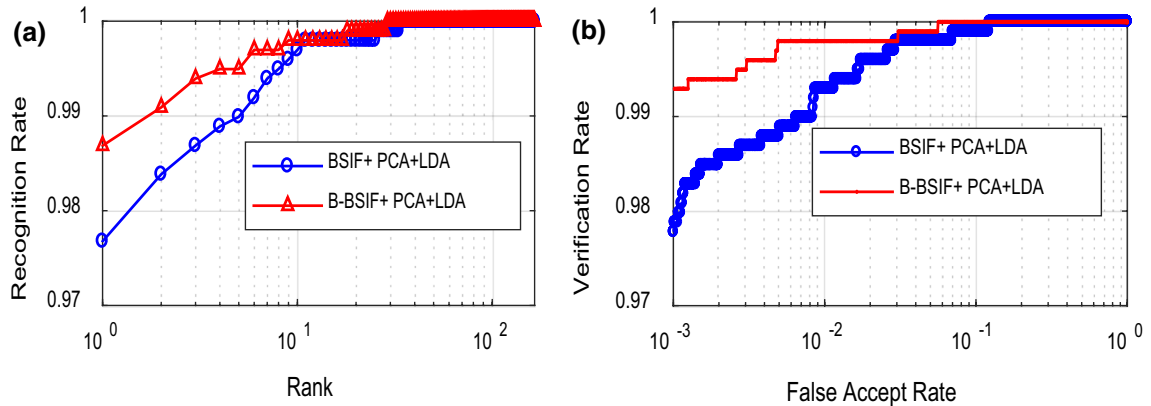 (a)
Recognition Rate
1
0.99
0.98
0.97
BSIF+ PCA+LDA
B-BSIF+ PCA+LDA
10^0
10^1
10^2
Rank
(b)
Verification Rate
1
0.99
0.98
0.97
BSIF+ PCA+LDA
B-BSIF+ PCA+LDA
10^-3
10^-2
10^-1
10^0
False Accept Rate